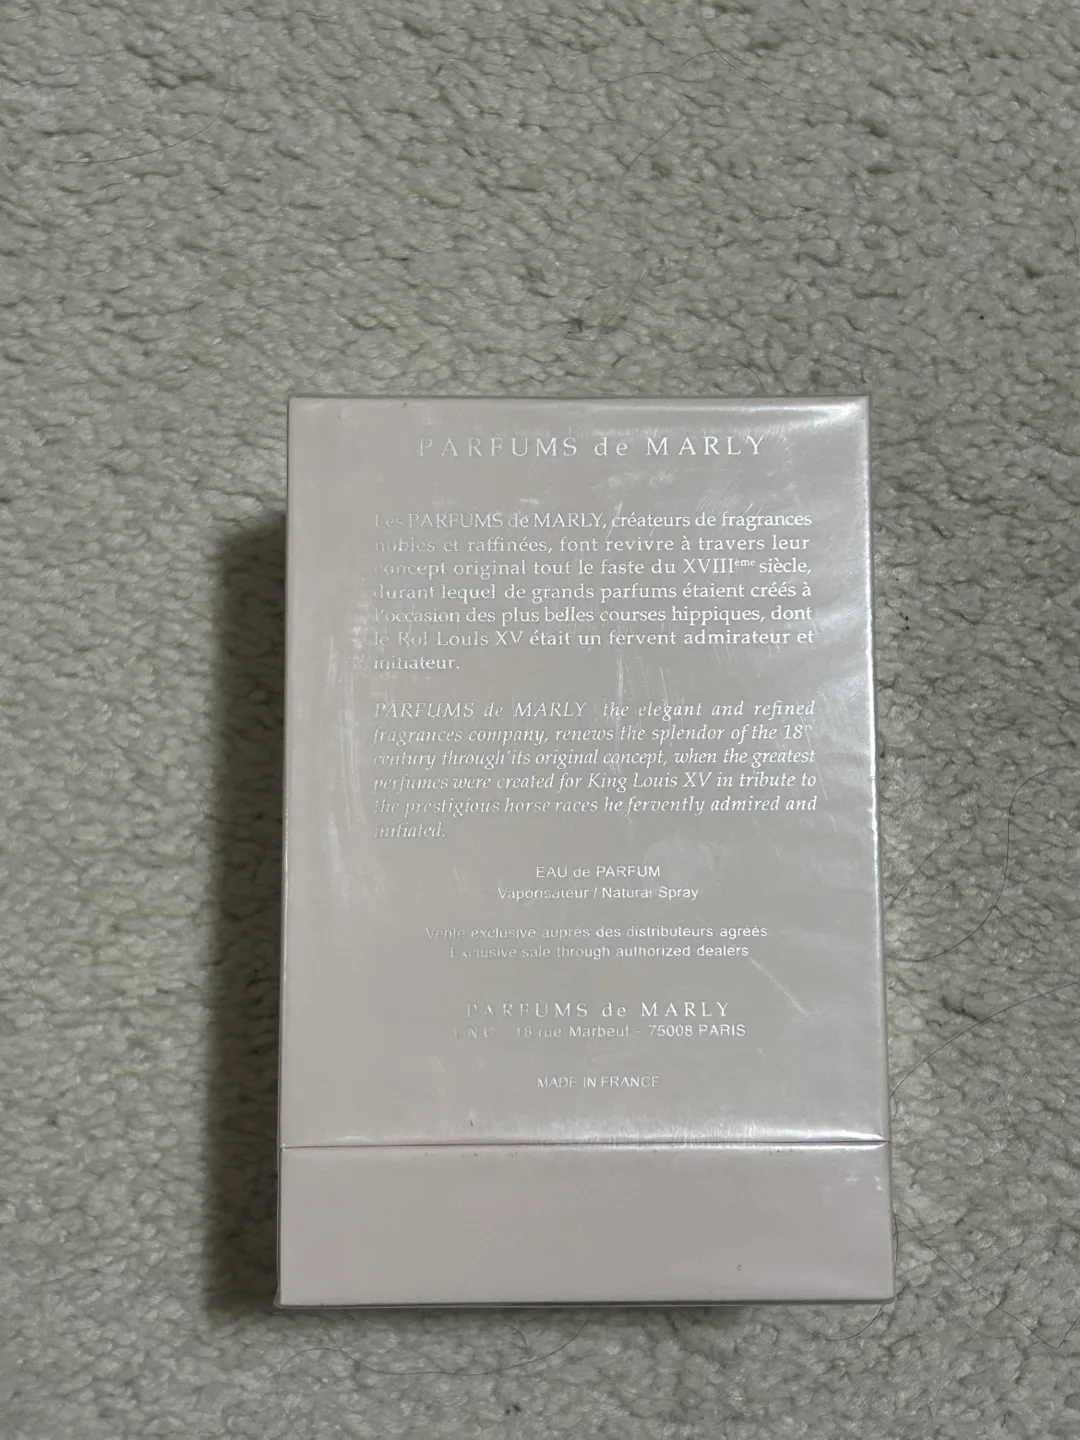 PARFUMS de MARLY
Les PARFUMS de MARLY, créateurs de fragrances
nobles et raffinées, font revivre à travers leur
concept original tout le faste du XVIIIème siècle,
durant lequel de grands parfums étaient créés à
l'occasion des plus belles courses hippiques, dont
le Roi Louis XV était un fervent admirateur et
initiateur.
PARFUMS de MARLY the elegant and refined
fragrances company, renews the splendor of the 18th
century through its original concept, when the greatest
perfumes were created for King Louis XV in tribute to
the prestigious horse races he fervently admired and
initiated.
EAU de PARFUM
Vaporisateur / Natural Spray
Vente exclusive auprès des distributeurs agréés.
Exclusive sale through authorized dealers
PARFUMS de MARLY
18 rue Marbeuf - 75008 PARIS
MADE IN FRANCE